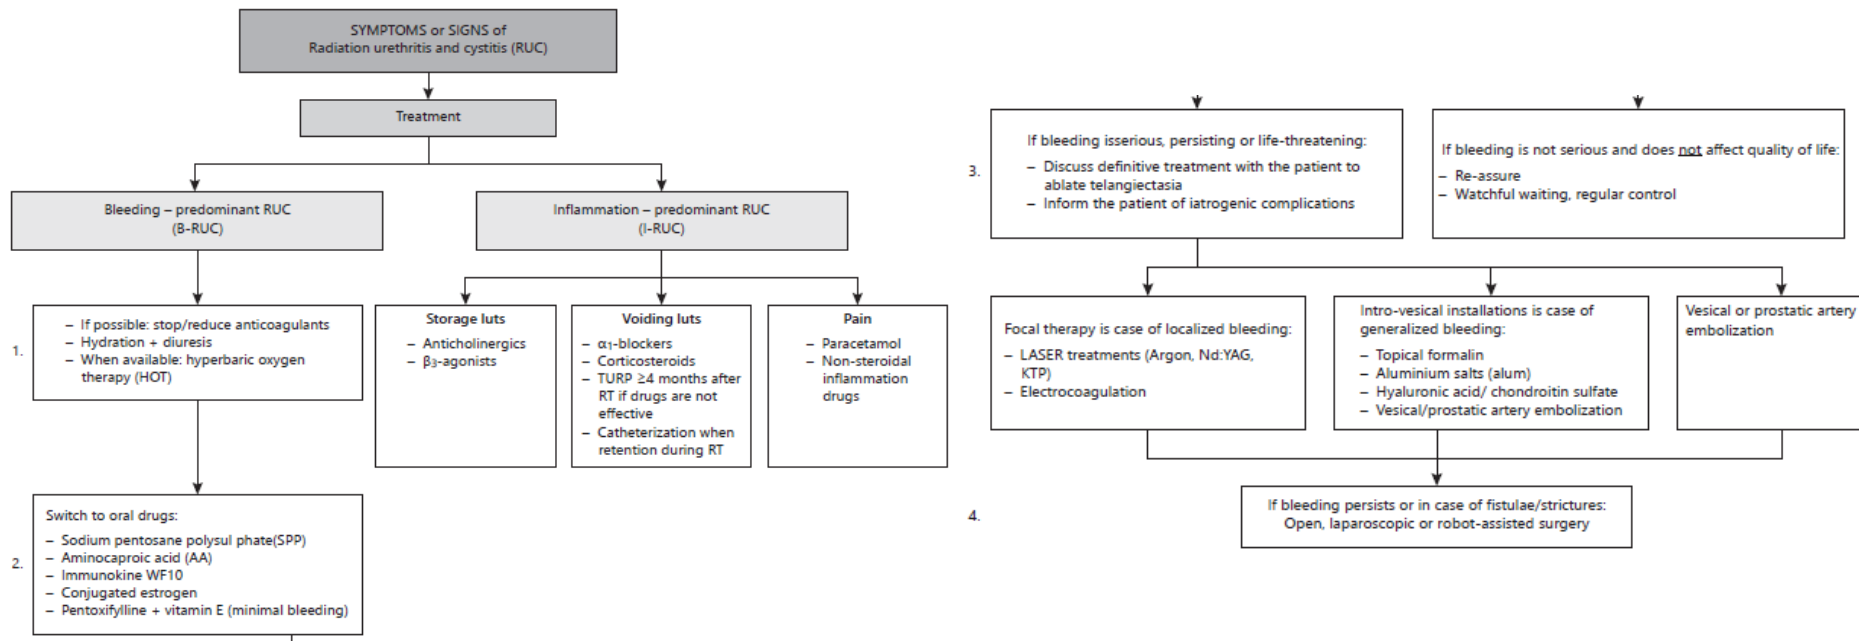 SYMPTOMS or SIGNS of
Radiation urethritis and cystitis (RUC)
Treatment
Bleeding – predominant RUC
(B-RUC)
Inflammation – predominant RUC
(I-RUC)
1.
– If possible: stop/reduce anticoagulants
– Hydration + diuresis
– When available: hyperbaric oxygen
therapy (HOT)
Storage luts
– Anticholinergics
– β3-agonists
Voiding luts
– α1-blockers
– Corticosteroids
– TURP ≥4 months after
RT if drugs are not
effective
– Catheterization when
retention during RT
Pain
– Paracetamol
– Non-steroidal
inflammation
drugs
2.
Switch to oral drugs:
– Sodium pentosane polysul phate(SPP)
– Aminocaproic acid (AA)
– Immunokine WF10
– Conjugated estrogen
– Pentoxifylline + vitamin E (minimal bleeding)
3.
If bleeding isserious, persisting or life-threatening:
– Discuss definitive treatment with the patient to
ablate telangiectasia
– Inform the patient of iatrogenic complications
If bleeding is not serious and does not affect quality of life:
– Re-assure
– Watchful waiting, regular control
Focal therapy is case of localized bleeding:
– LASER treatments (Argon, Nd:YAG,
KTP)
– Electrocoagulation
Intro-vesical installations is case of
generalized bleeding:
– Topical formalin
– Aluminium salts (alum)
– Hyaluronic acid/ chondroitin sulfate
– Vesical/prostatic artery embolization
Vesical or prostatic artery
embolization
4.
If bleeding persists or in case of fistulae/strictures:
Open, laparoscopic or robot-assisted surgery